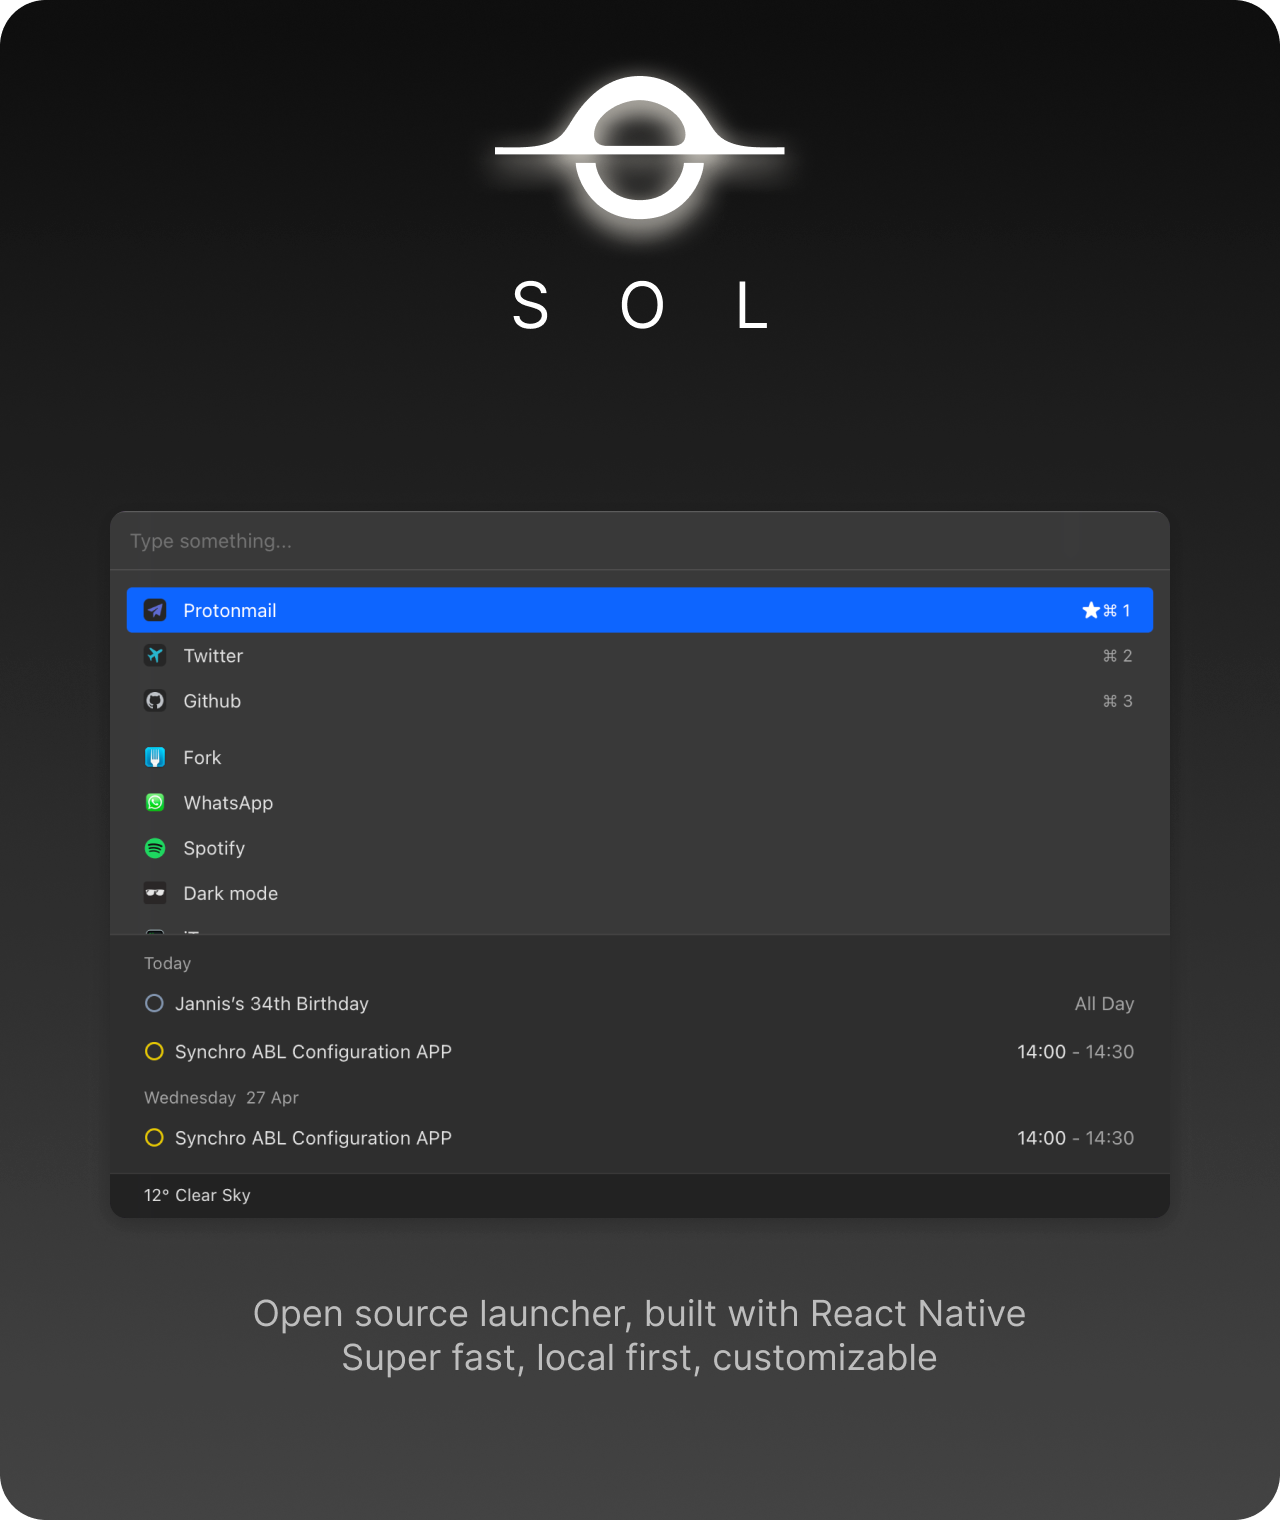 S O L
Type something...
Protonmail ★⌘ 1
Twitter ⌘ 2
Github ⌘ 3
Fork
WhatsApp
Spotify
Dark mode
Today
Jannis’s 34th Birthday All Day
Synchro ABL Configuration APP 14:00 - 14:30
Wednesday 27 Apr
Synchro ABL Configuration APP 14:00 - 14:30
12° Clear Sky
Open source launcher, built with React Native
Super fast, local first, customizable